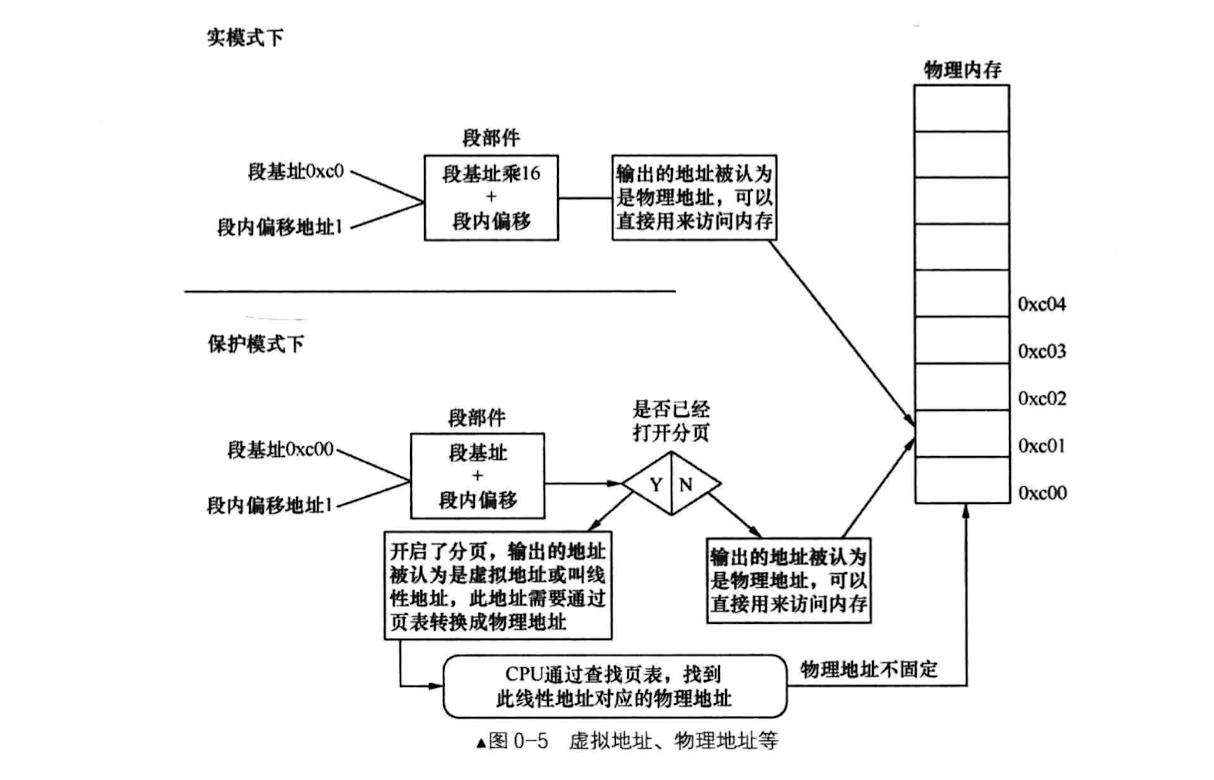 实模式下
物理内存
段部件
段基址0xc0
段内偏移地址1
段基址乘16
+
段内偏移
输出的地址被认为
是物理地址，可以
直接用来访问内存
0xc04
0xc03
0xc02
0xc01
0xc00
保护模式下
段部件
段基址0xc00
段内偏移地址1
段基址
+
段内偏移
是否已经
打开分页
Y
N
开启了分页，输出的地址
被认为是虚拟地址或叫线
性地址，此地址需要通过
页表转换成物理地址
输出的地址被认为
是物理地址，可以
直接用来访问内存
CPU通过查找页表，找到
此线性地址对应的物理地址
物理地址不固定
▲图 0-5 虚拟地址、物理地址等